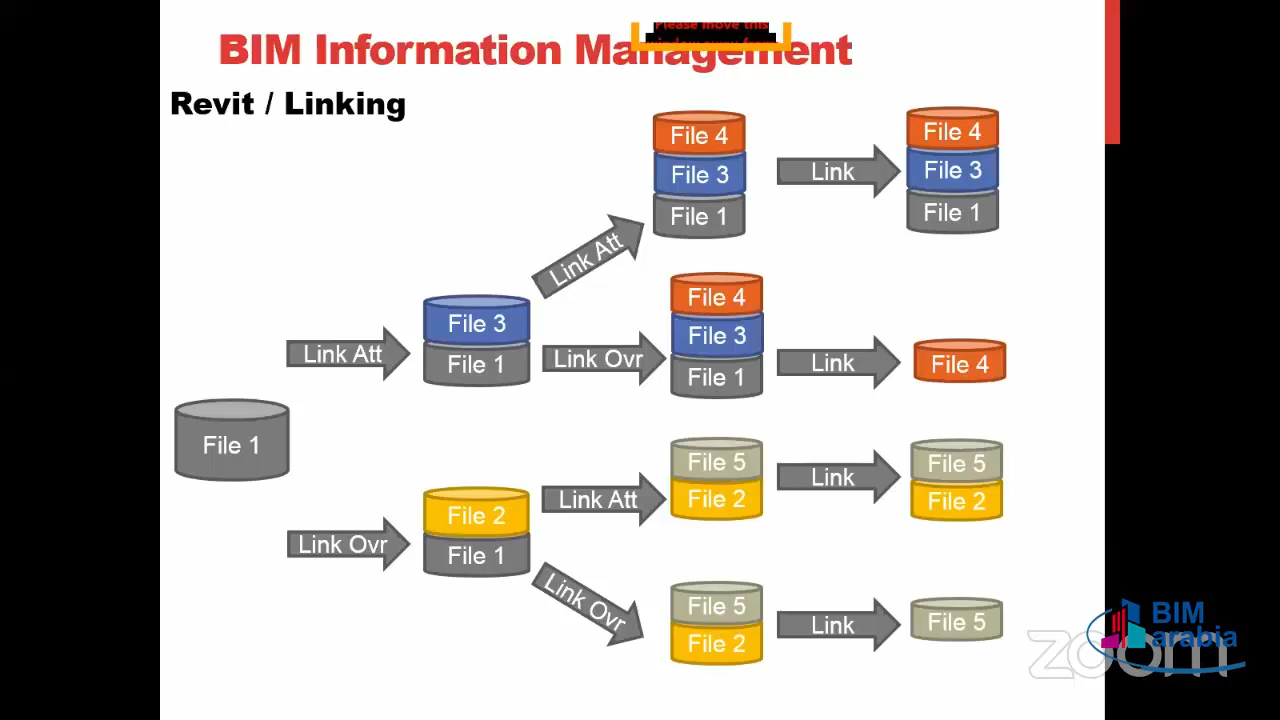 Please move this
BIM Information Management
Revit / Linking
File 4
File 3
File 1
Link
File 4
File 3
File 1
Link Att
File 3
File 1
Link Att
Link Ovr
File 4
File 3
File 1
Link
File 4
File 1
Link Ovr
File 2
File 1
Link Att
File 5
File 2
Link
File 5
File 2
Link Ovr
File 5
File 2
Link
File 5
BIM
arabia
zoom